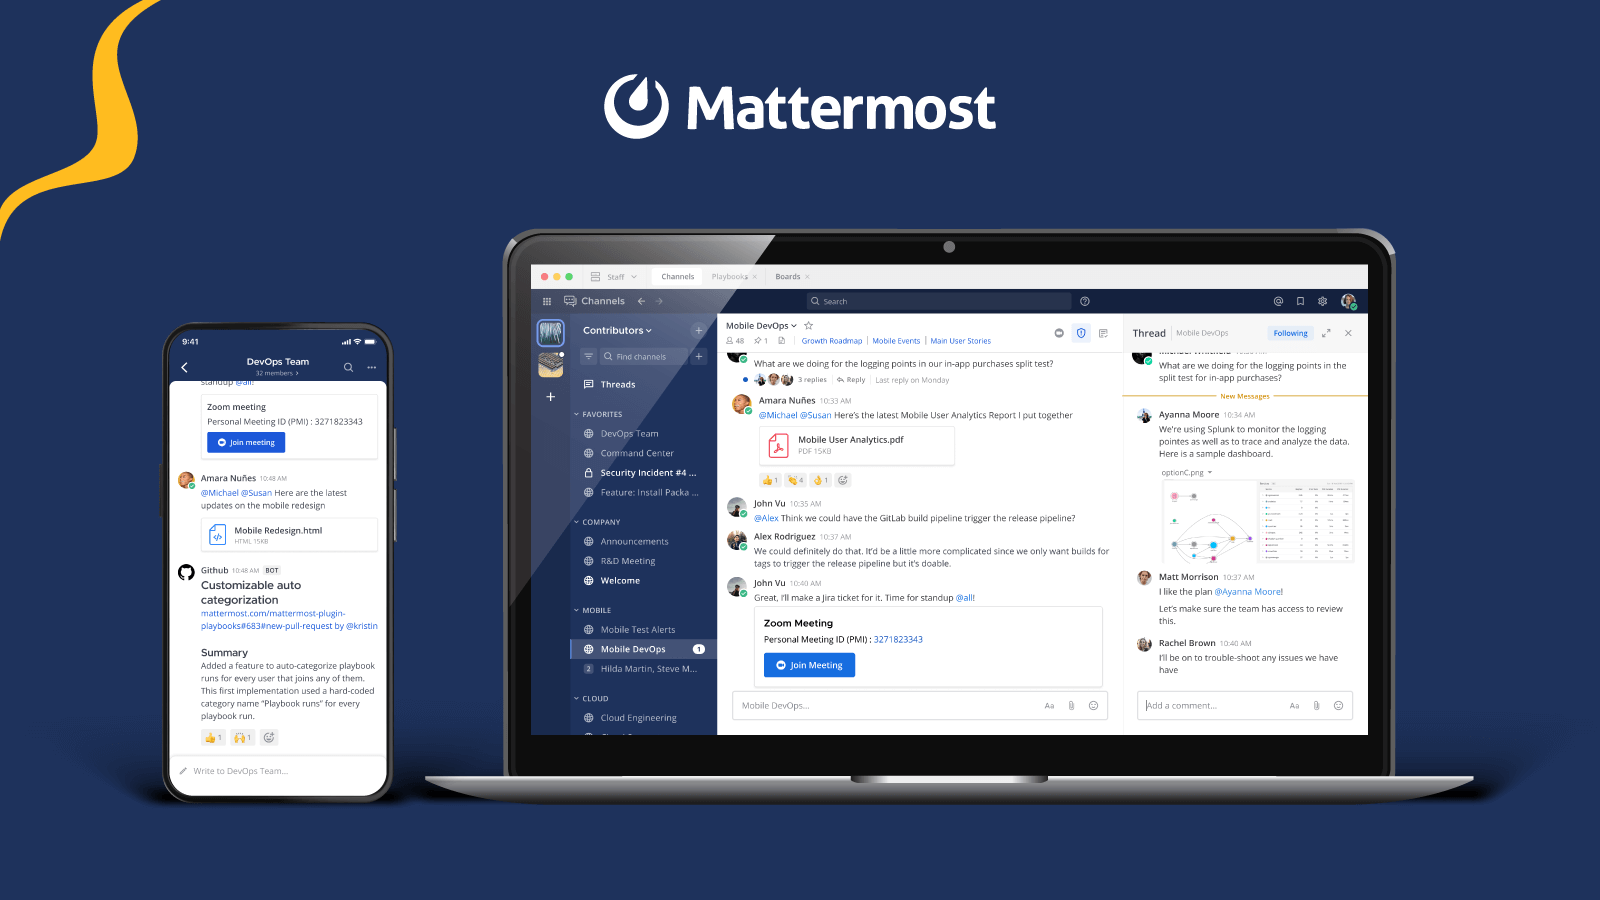 Mattermost
9:41
DevOps Team
32 members >
standup @all!
Zoom meeting
Personal Meeting ID (PMI) : 3271823343
Join meeting
Amara Nuñes 10:48 AM
@Michael @Susan Here are the latest
updates on the mobile redesign
Mobile Redesign.html
HTML 15KB
Github 10:48 AM BOT
Customizable auto
categorization
mattermost.com/mattermost-plugin-
playbooks#683#new-pull-request by @kristin
Summary
Added a feature to auto-categorize playbook
runs for every user that joins any of them.
This first implementation used a hard-coded
category name “Playbook runs” for every
playbook run.
1 1
Write to DevOps Team...
Staff Channels Playbooks × Boards ×
Channels Search
Contributors
Find channels
Threads
FAVORITES
DevOps Team
Command Center
Security Incident #4 ...
Feature: Install Packa ...
COMPANY
Announcements
R&D Meeting
Welcome
MOBILE
Mobile Test Alerts
Mobile DevOps 1
2 Hilda Martin, Steve M...
CLOUD
Cloud Engineering
Mobile DevOps
48 1 Growth Roadmap | Mobile Events | Main User Stories
What are we doing for the logging points in our in-app purchases split test?
3 replies Reply Last reply on Monday
Amara Nuñes 10:33 AM
@Michael @Susan Here's the latest Mobile User Analytics Report I put together
Mobile User Analytics.pdf
PDF 15KB
1 4 1
John Vu 10:35 AM
@Alex Think we could have the GitLab build pipeline trigger the release pipeline?
Alex Rodriguez 10:37 AM
We could definitely do that. It'd be a little more complicated since we only want builds for
tags to trigger the release pipeline but it's doable.
John Vu 10:40 AM
Great, I'll make a Jira ticket for it. Time for standup @all!
Zoom Meeting
Personal Meeting ID (PMI) : 3271823343
Join Meeting
Mobile DevOps... Aa
Thread Mobile DevOps Following
What are we doing for the logging points in the
split test for in-app purchases?
New Messages
Ayanna Moore 10:34 AM
We're using Splunk to monitor the logging
pointes as well as to trace and analyze the data.
Here is a sample dashboard.
optionC.png
Matt Morrison 10:37 AM
I like the plan @Ayanna Moore!
Let's make sure the team has access to review
this.
Rachel Brown 10:40 AM
I'll be on to trouble-shoot any issues we have
have
Add a comment... Aa